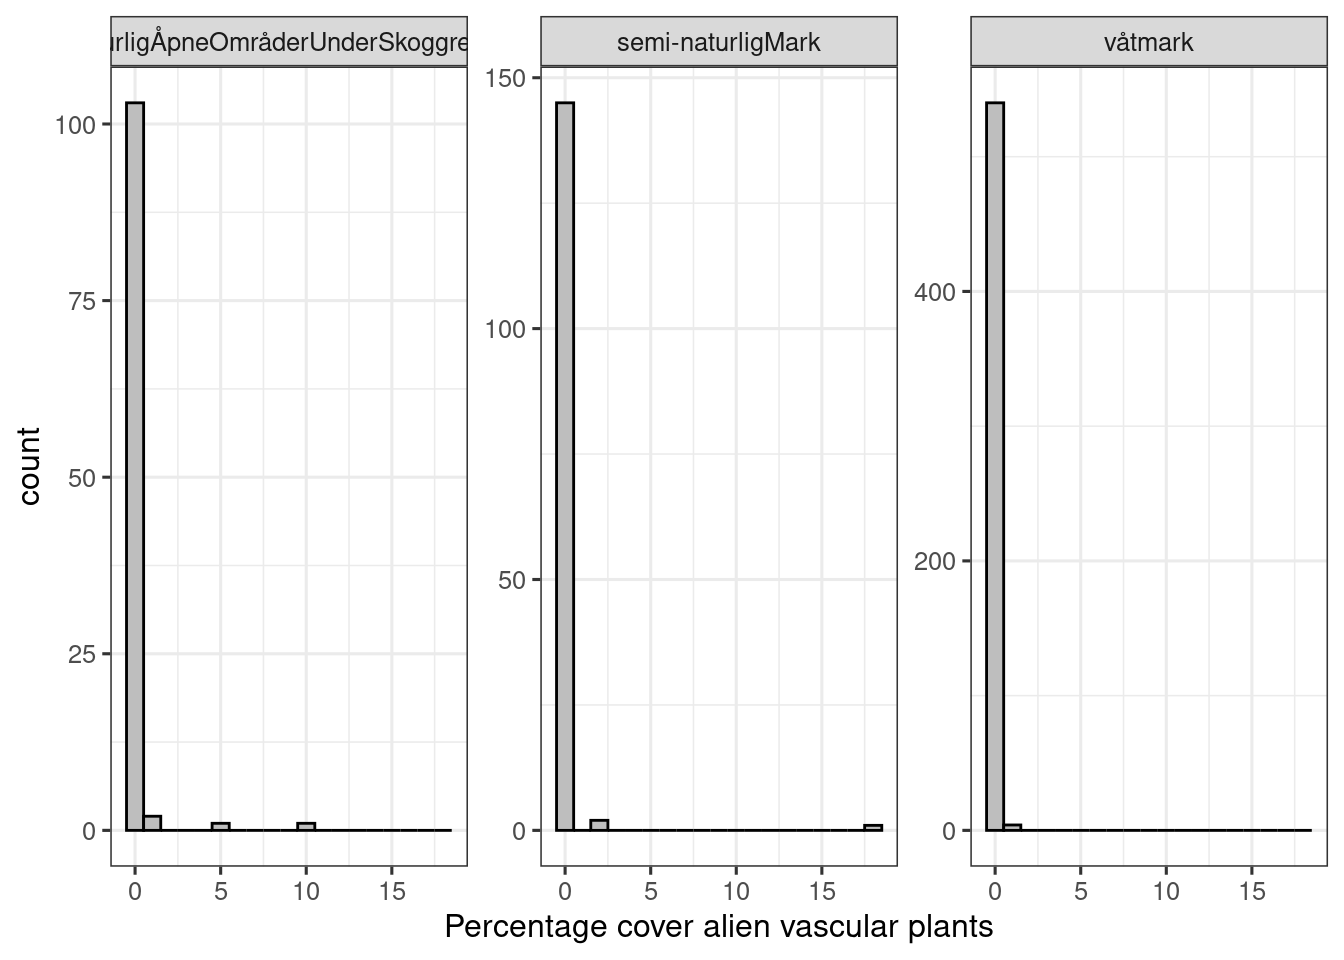 urligÅpneOmråderUnderSkoggre
semi-naturligMark
våtmark
count
100
75
50
25
0
150
100
50
0
400
200
0
0 5 10 15
0 5 10 15
0 5 10 15
Percentage cover alien vascular plants